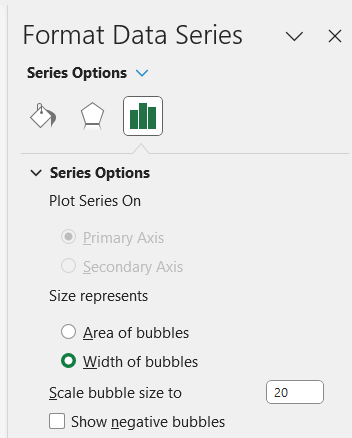 Format Data Series
Series Options
Series Options
Plot Series On
Primary Axis
Secondary Axis
Size represents
Area of bubbles
Width of bubbles
Scale bubble size to 20
Show negative bubbles